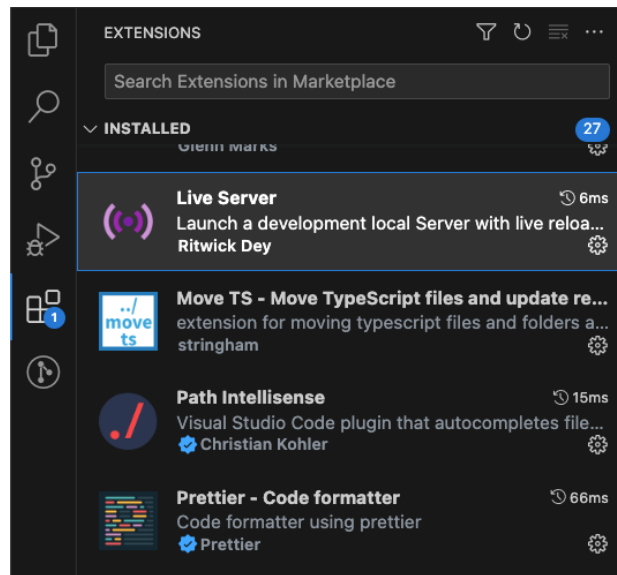 EXTENSIONS
Search Extensions in Marketplace
INSTALLED 27
Glenn Marks
Live Server 6ms
Launch a development local Server with live reloa...
Ritwick Dey
../
move
ts
Move TS - Move TypeScript files and update re...
extension for moving typescript files and folders a...
stringham
1
Path Intellisense 15ms
Visual Studio Code plugin that autocompletes file...
Christian Kohler
Prettier - Code formatter 66ms
Code formatter using prettier
Prettier